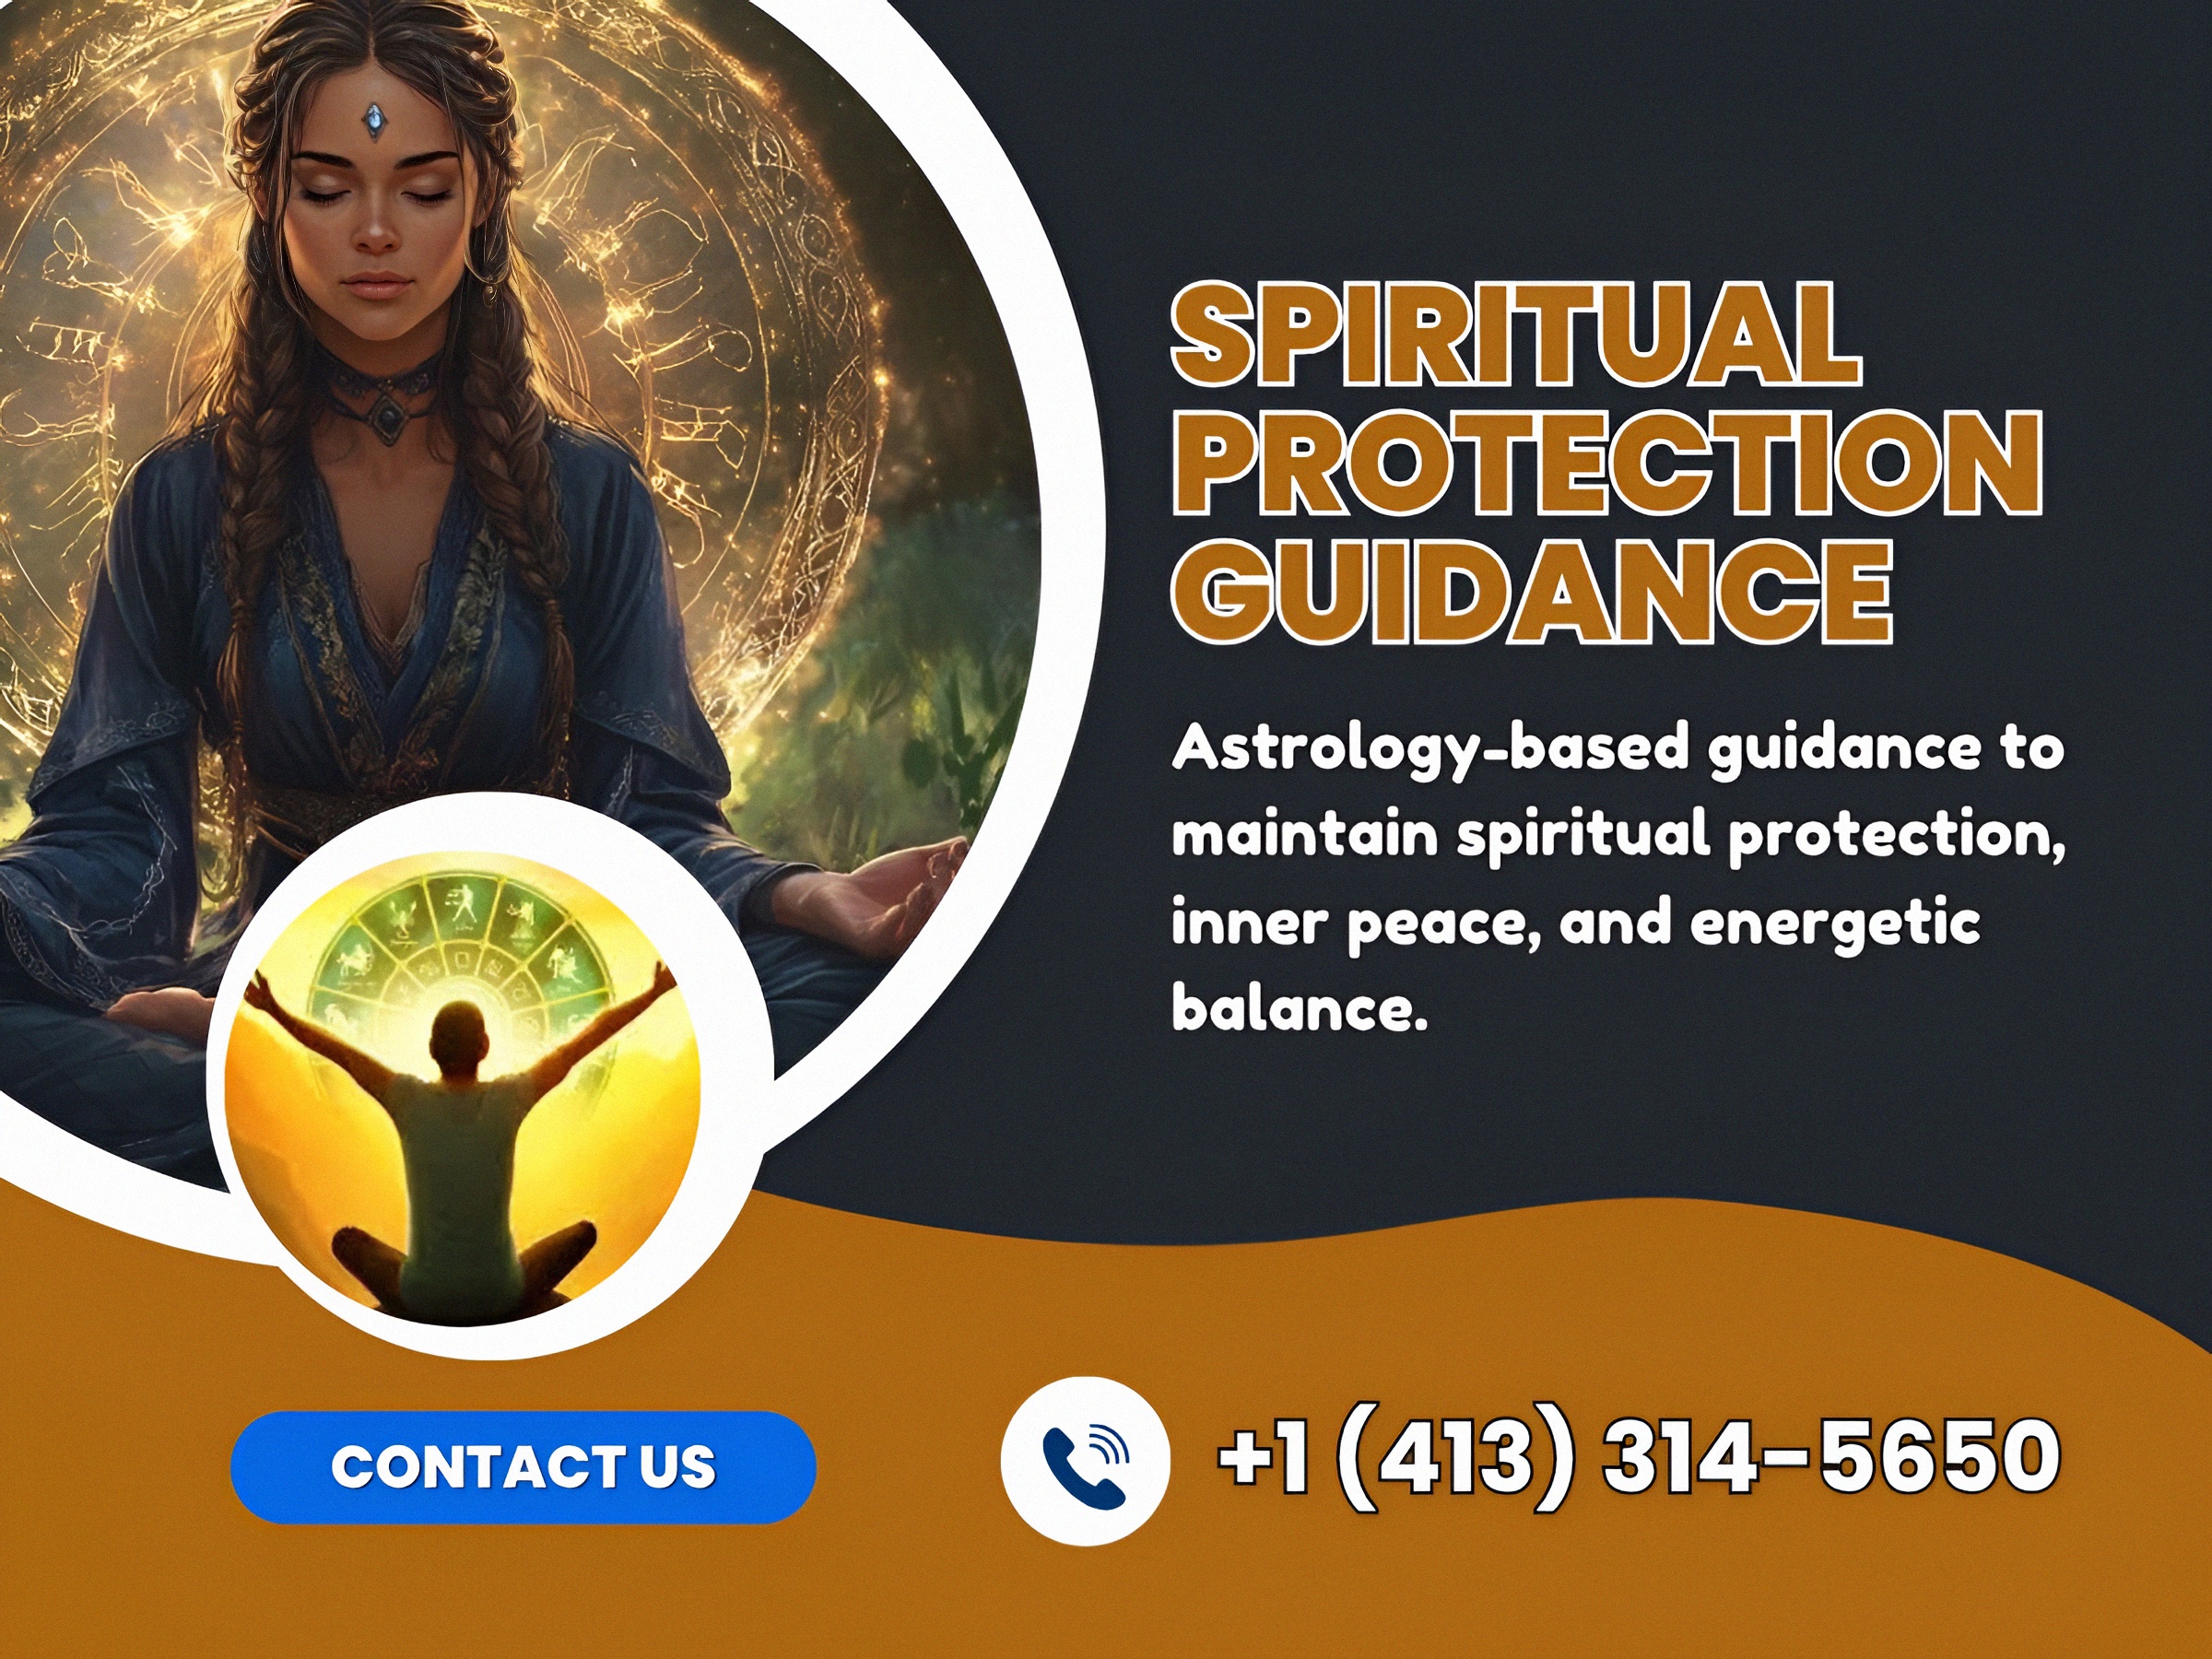 SPIRITUAL
PROTECTION
GUIDANCE
Astrology-based guidance to
maintain spiritual protection,
inner peace, and energetic
balance.
CONTACT US
+1 (413) 314-5650